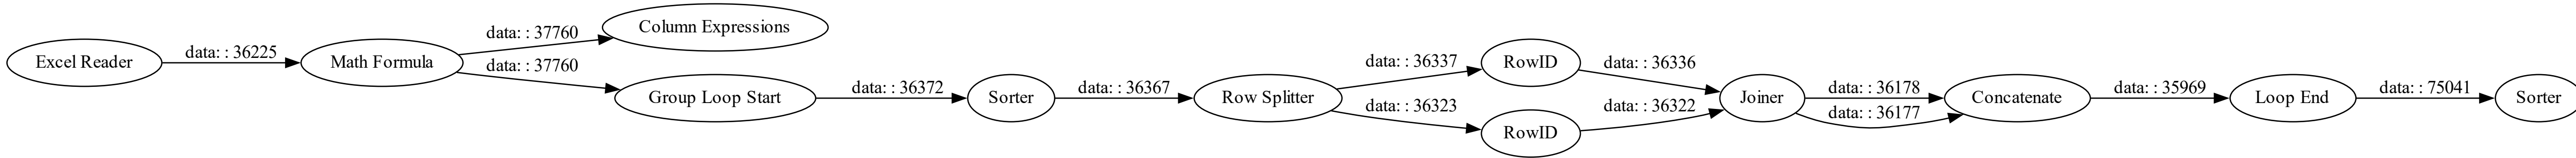 Excel Reader
data: : 36225
Math Formula
data: : 37760
Column Expressions
data: : 37760
Group Loop Start
data: : 36372
Sorter
data: : 36367
Row Splitter
data: : 36337
RowID
data: : 36336
data: : 36323
RowID
data: : 36322
Joiner
data: : 36178
data: : 36177
Concatenate
data: : 35969
Loop End
data: : 75041
Sorter